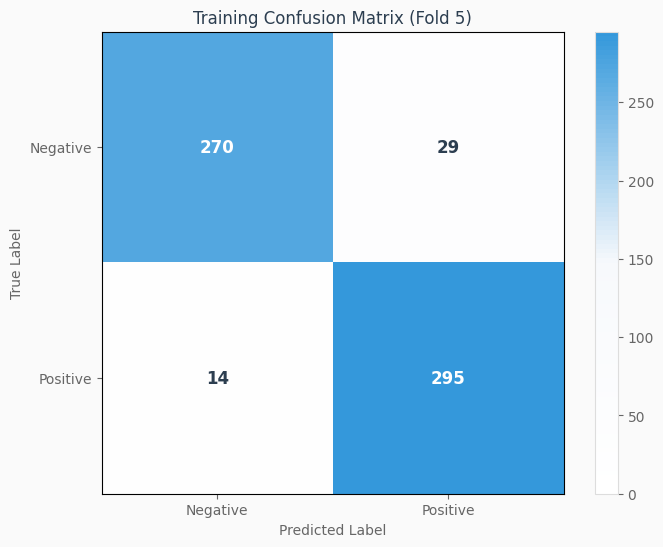 Training Confusion Matrix (Fold 5)
Negative
270
29
Positive
14
295
True Label
Negative
Positive
Predicted Label
250
200
150
100
50
0